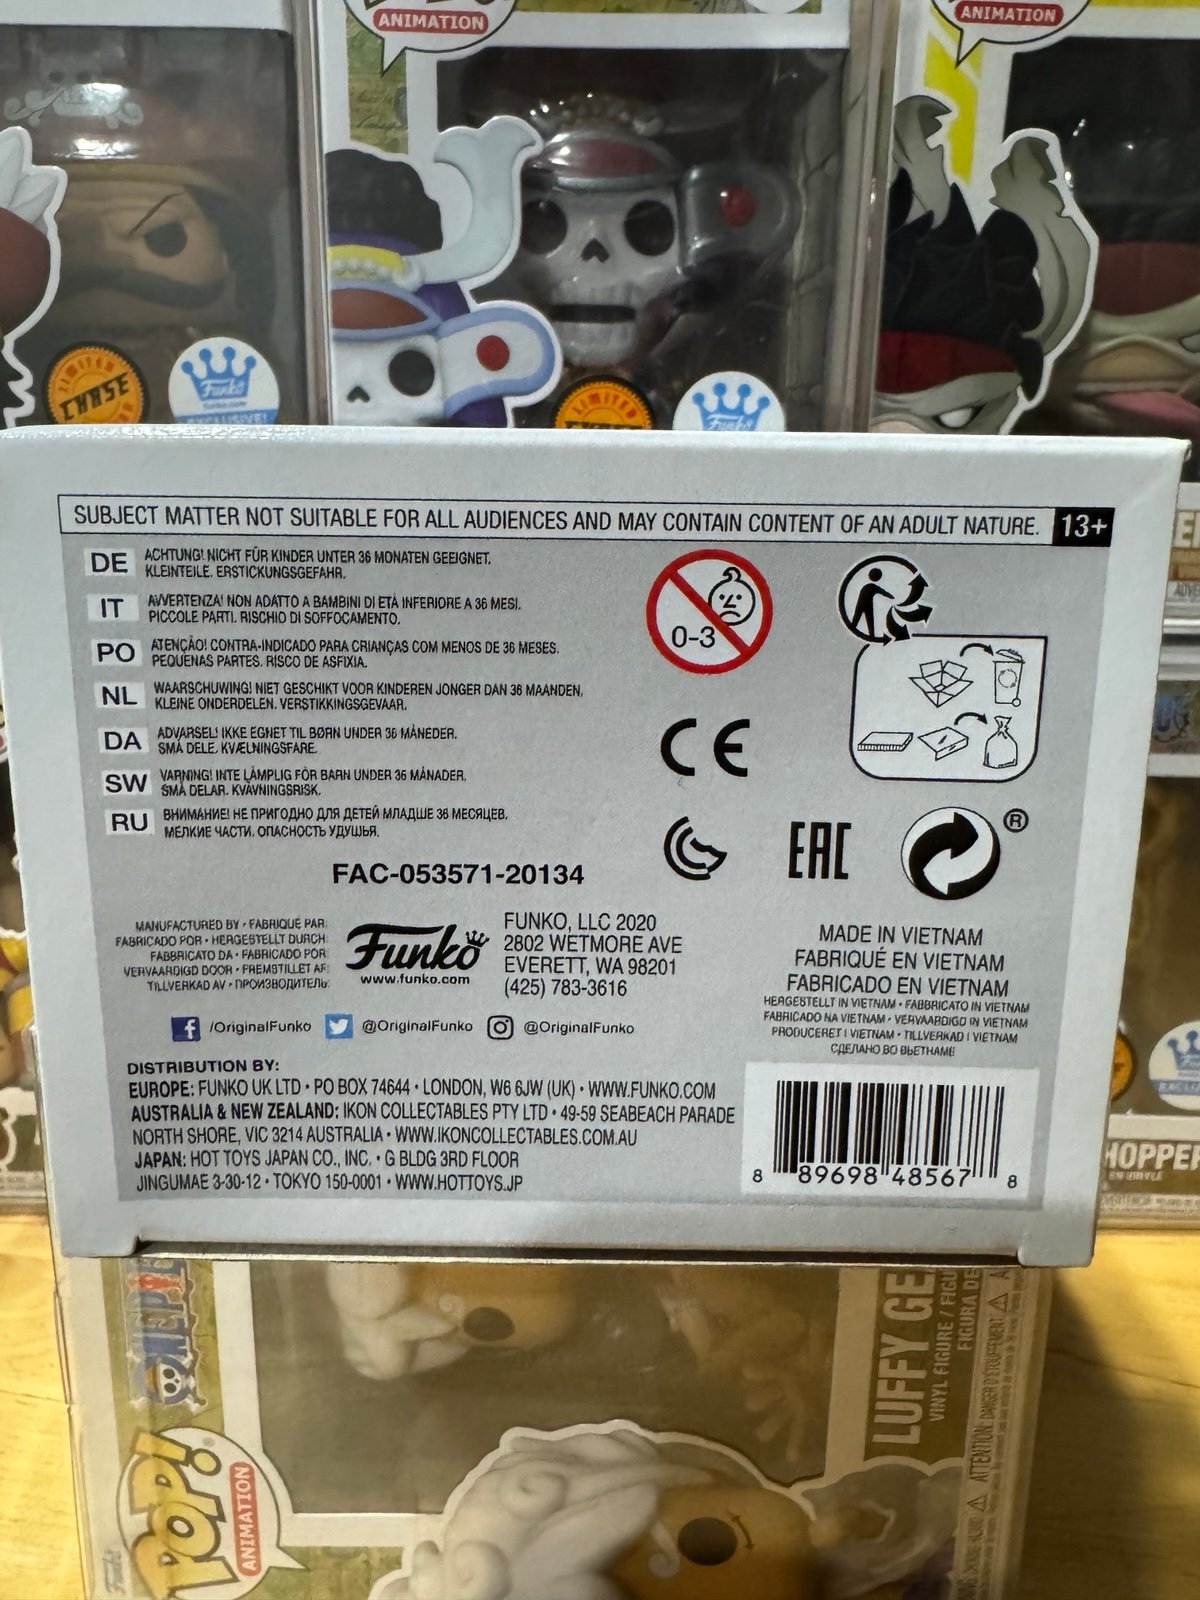 ANIMATION
ANIMATION
LIMITED
CHASE
Funko
funko.com
EXCLUSIVE!
LIMITED
Funko
SUBJECT MATTER NOT SUITABLE FOR ALL AUDIENCES AND MAY CONTAIN CONTENT OF AN ADULT NATURE. 13+
DE ACHTUNG! NICHT FÜR KINDER UNTER 36 MONATEN GEEIGNET.
KLEINTEILE. ERSTICKUNGSGEFAHR.
IT AVVERTENZA! NON ADATTO A BAMBINI DI ETÀ INFERIORE A 36 MESI.
PICCOLE PARTI. RISCHIO DI SOFFOCAMENTO.
PO ATENÇÃO! CONTRA-INDICADO PARA CRIANÇAS COM MENOS DE 36 MESES.
PEQUENAS PARTES. RISCO DE ASFIXIA.
NL WAARSCHUWING! NIET GESCHIKT VOOR KINDEREN JONGER DAN 36 MAANDEN,
KLEINE ONDERDELEN. VERSTIKKINGSGEVAAR.
DA ADVARSEL! IKKE EGNET TIL BØRN UNDER 36 MÅNEDER.
SMÅ DELE. KVÆLNINGSFARE.
SW VARNING! INTE LÄMPLIG FÖR BARN UNDER 36 MÅNADER.
SMÅ DELAR. KVÄVNINGSRISK.
RU ВНИМАНИЕ! НЕ ПРИГОДНО ДЛЯ ДЕТЕЙ МЛАДШЕ 36 МЕСЯЦЕВ.
МЕЛКИЕ ЧАСТИ. ОПАСНОСТЬ УДУШЬЯ.
0-3
CE
EAC
®
FAC-053571-20134
MANUFACTURED BY • FABRIQUÉ PAR:
FABRICADO POR • HERGESTELLT DURCH:
FABBRICATO DA • FABRICADO POR:
VERVAARDIGD DOOR • FREMSTILLET AF:
TILLVERKAD AV • ПРОИЗВОДИТЕЛЬ:
Funko
www.funko.com
FUNKO, LLC 2020
2802 WETMORE AVE
EVERETT, WA 98201
(425) 783-3616
MADE IN VIETNAM
FABRIQUÉ EN VIETNAM
FABRICADO EN VIETNAM
HERGESTELLT IN VIETNAM • FABBRICATO IN VIETNAM
FABRICADO NA VIETNAM • VERVAARDIGD IN VIETNAM
PRODUCERET I VIETNAM • TILLVERKAD I VIETNAM
СДЕЛАНО ВО ВЬЕТНАМЕ
/OriginalFunko @OriginalFunko @OriginalFunko
DISTRIBUTION BY:
EUROPE: FUNKO UK LTD • PO BOX 74644 • LONDON, W6 6JW (UK) • WWW.FUNKO.COM
AUSTRALIA & NEW ZEALAND: IKON COLLECTABLES PTY LTD • 49-59 SEABEACH PARADE
NORTH SHORE, VIC 3214 AUSTRALIA • WWW.IKONCOLLECTABLES.COM.AU
JAPAN: HOT TOYS JAPAN CO., INC. • G BLDG 3RD FLOOR
JINGUMAE 3-30-12 • TOKYO 150-0001 • WWW.HOTTOYS.JP
8 89698 48567 8
HOPPER
ONE PIE
LUFFY GE
VINYL FIGURE / FIGU
FIGURA DE
ATTENTION:
POP!
ANIMATION
Funko